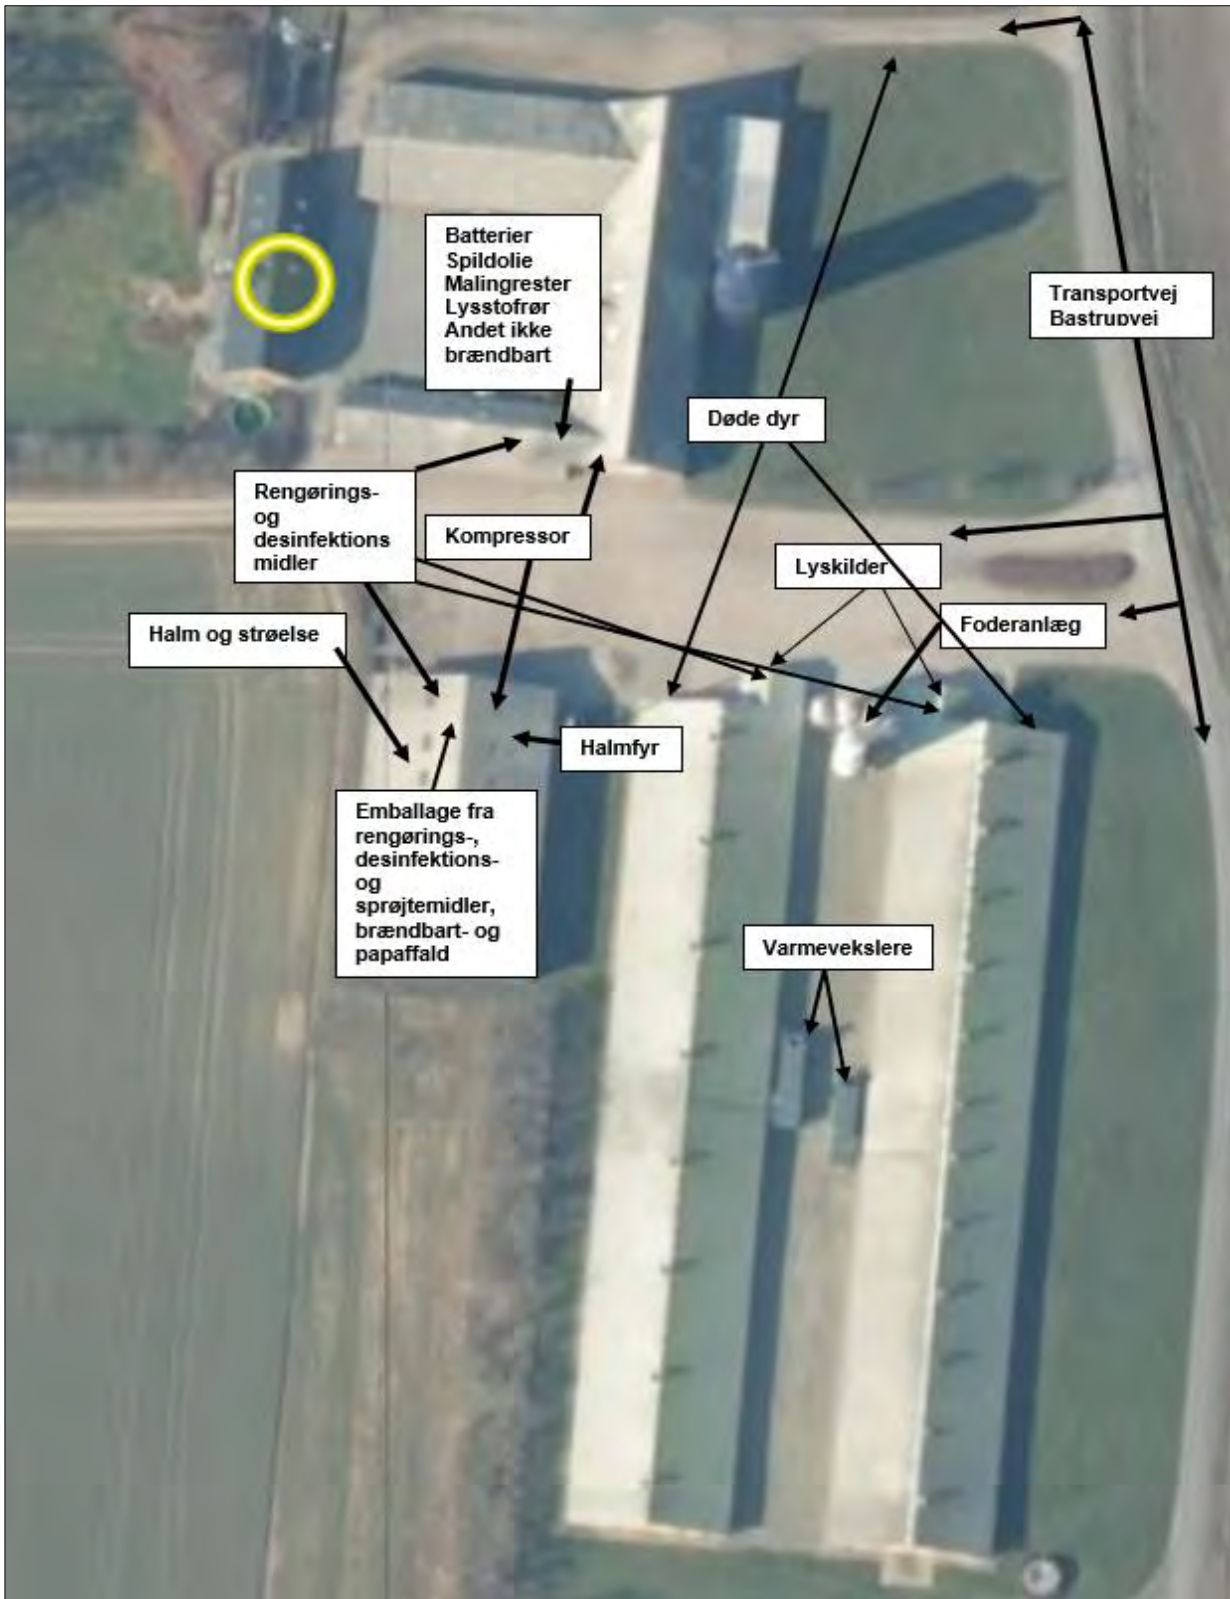 Batterier
Spildolie
Malingrester
Lysstofrør
Andet ikke
brændbart
Transportvej
Bastrupvej
Døde dyr
Rengørings-
og
desinfektions
midler
Kompressor
Lyskilder
Halm og strøelse
Foderanlæg
Halmfyr
Emballage fra
rengørings-,
desinfektions-
og
sprøjtemidler,
brændbart- og
papaffald
Varmevekslere